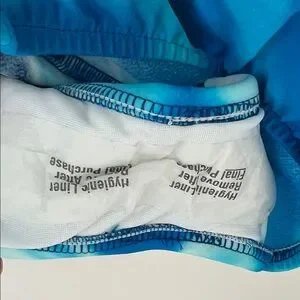 Hygienic Liner
Remove After
Final Purchase
Hygienic Liner
Remove After
Final Purchase